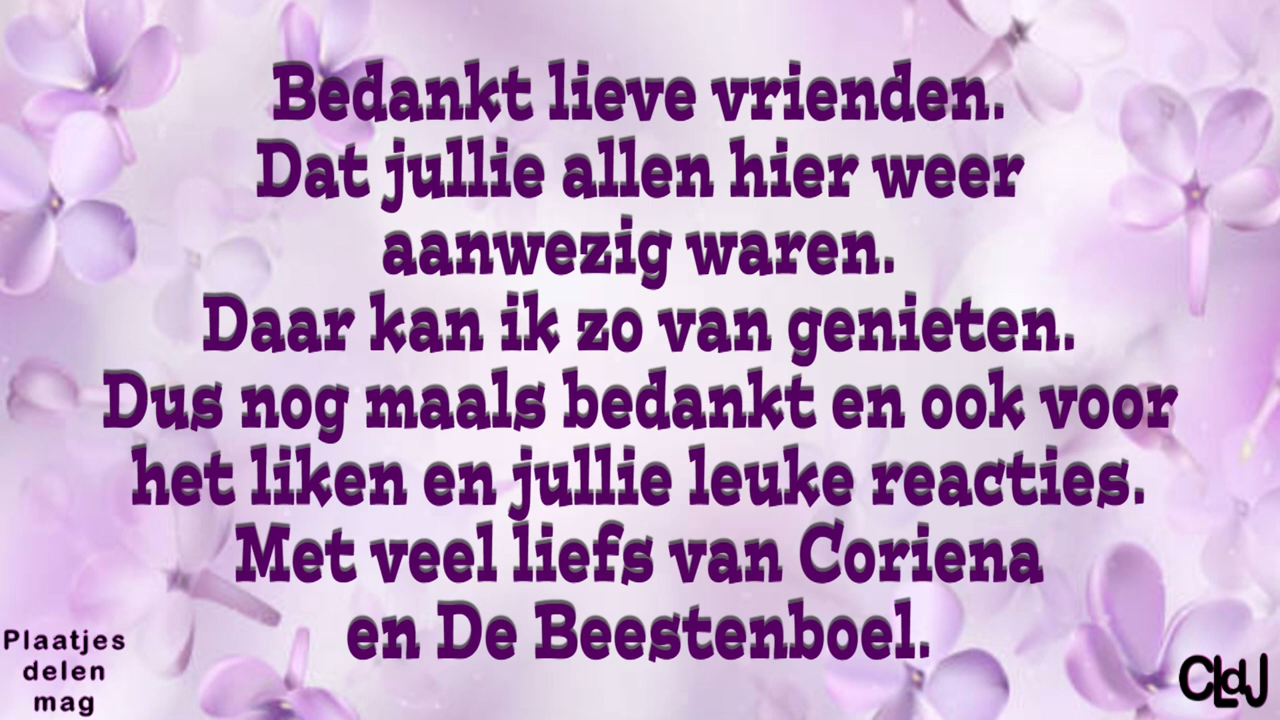 Bedankt lieve vrienden.
Dat jullie allen hier weer
aanwezig waren.
Daar kan ik zo van genieten.
Dus nog maals bedankt en ook voor
het liken en jullie leuke reacties.
Met veel liefs van Coriena
en De Beestenboel.
Plaatjes
delen
mag
CLdJ